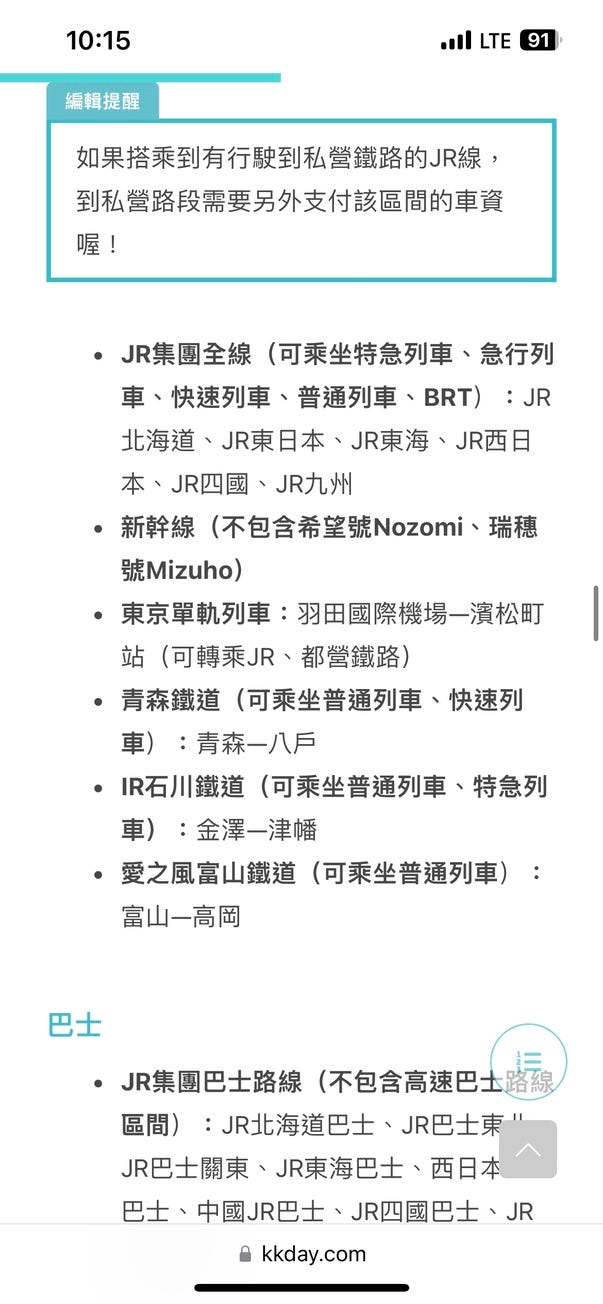 10:15
LTE 91
編輯提醒
如果搭乘到有行駛到私營鐵路的JR線，
到私營路段需要另外支付該區間的車資
喔！
• JR集團全線（可乘坐特急列車、急行列
車、快速列車、普通列車、BRT）：JR
北海道、JR東日本、JR東海、JR西日
本、JR四國、JR九州
• 新幹線（不包含希望號Nozomi、瑞穗
號Mizuho）
• 東京單軌列車：羽田國際機場—濱松町
站（可轉乘JR、都營鐵路）
• 青森鐵道（可乘坐普通列車、快速列
車）：青森—八戶
• IR石川鐵道（可乘坐普通列車、特急列
車）：金澤—津幡
• 愛之風富山鐵道（可乘坐普通列車）：
富山—高岡
巴士
• JR集團巴士路線（不包含高速巴士路線
區間）：JR北海道巴士、JR巴士東
JR巴士關東、JR東海巴士、西日本
巴士、中國JR巴士、JR四國巴士、JR
kkday.com